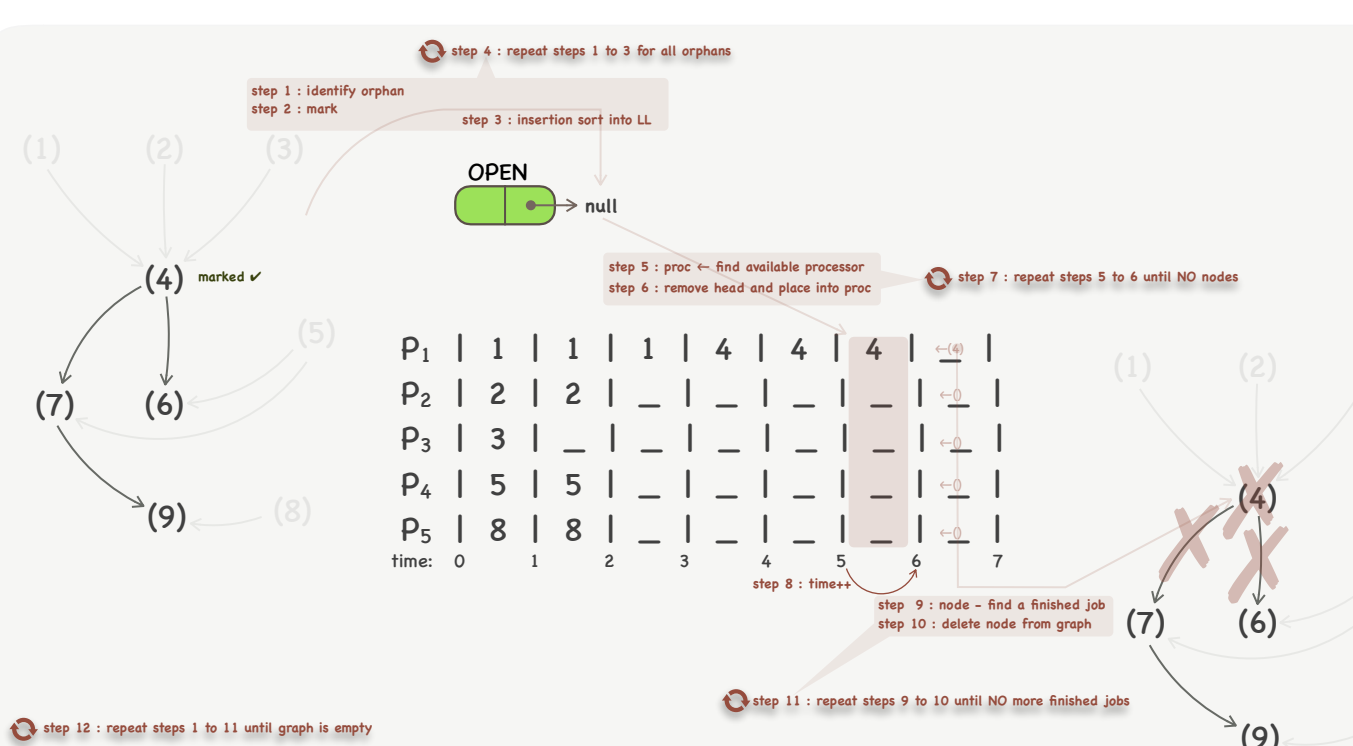 step 4 : repeat steps 1 to 3 for all orphans
step 1 : identify orphan
step 2 : mark
step 3 : insertion sort into LL
(1) (2) (3)
OPEN
null
(4) marked ✔
step 5 : proc ← find available processor
step 6 : remove head and place into proc
step 7 : repeat steps 5 to 6 until NO nodes
(5)
(7) (6)
(9) (8)
P1 | 1 | 1 | 1 | 4 | 4 | 4 | ←(4) _ |
P2 | 2 | 2 | _ | _ | _ | _ | ←() _ |
P3 | 3 | _ | _ | _ | _ | _ | ←() _ |
P4 | 5 | 5 | _ | _ | _ | _ | ←() _ |
P5 | 8 | 8 | _ | _ | _ | _ | ←() _ |
time: 0 1 2 3 4 5 6 7
step 8 : time++
(1) (2)
(4)
step 9 : node - find a finished job
step 10 : delete node from graph
(7) (6)
(9)
step 11 : repeat steps 9 to 10 until NO more finished jobs
step 12 : repeat steps 1 to 11 until graph is empty